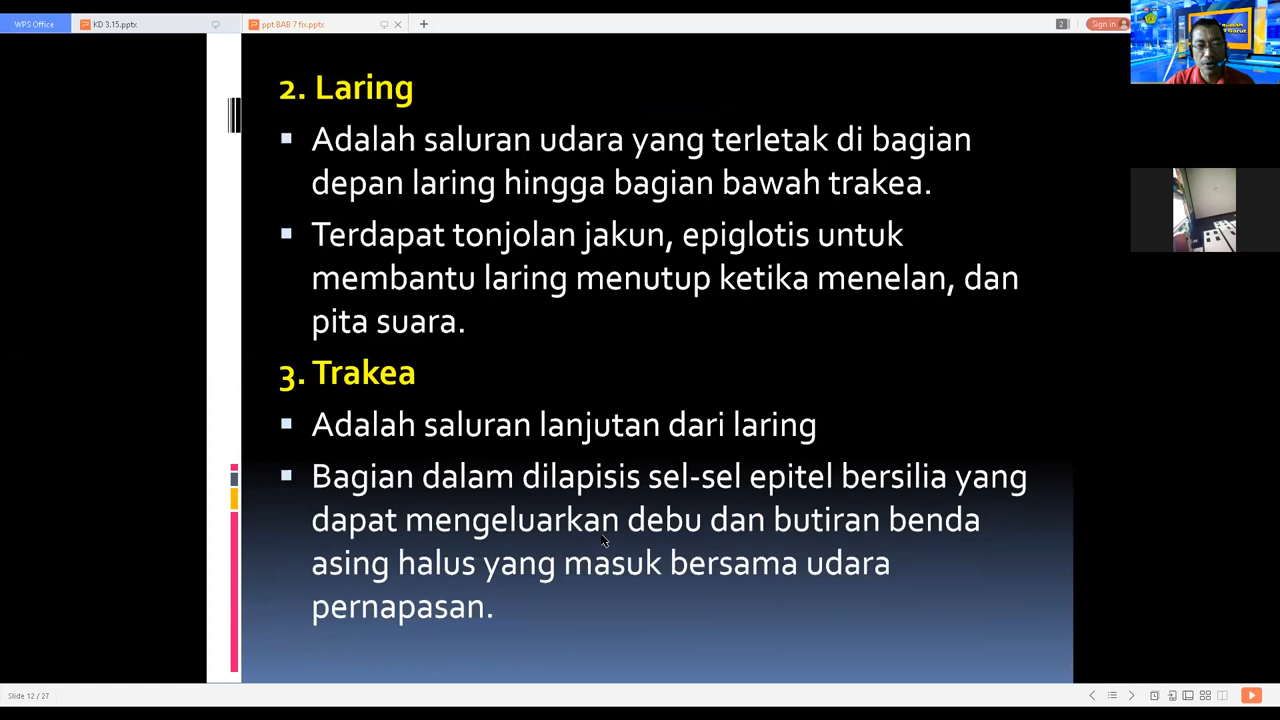 WPS Office
KD 3.15.pptx
ppt BAB 7 fix.pptx
2
Sign in
2. Laring
Adalah saluran udara yang terletak di bagian
depan laring hingga bagian bawah trakea.
Terdapat tonjolan jakun, epiglotis untuk
membantu laring menutup ketika menelan, dan
pita suara.
3. Trakea
Adalah saluran lanjutan dari laring
Bagian dalam dilapisis sel-sel epitel bersilia yang
dapat mengeluarkan debu dan butiran benda
asing halus yang masuk bersama udara
pernapasan.
Slide 12 / 27